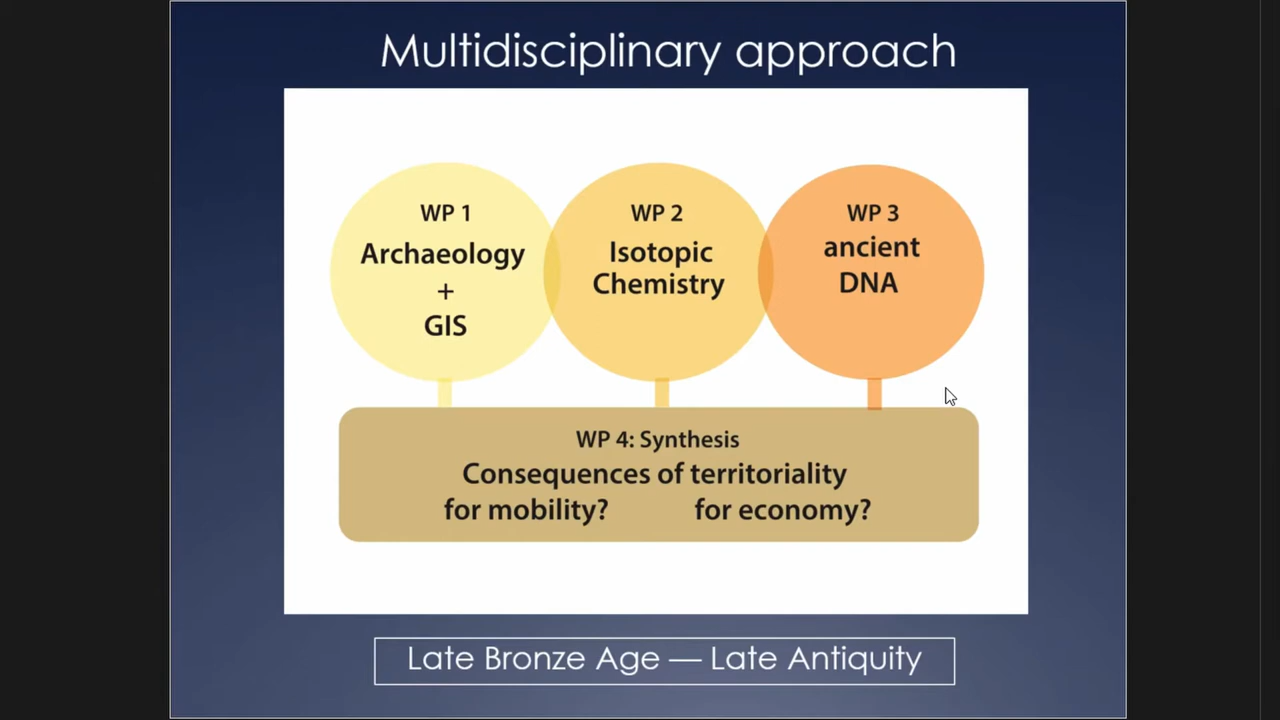 Multidisciplinary approach
WP 1
Archaeology
+
GIS
WP 2
Isotopic
Chemistry
WP 3
ancient
DNA
WP 4: Synthesis
Consequences of territoriality
for mobility? for economy?
Late Bronze Age — Late Antiquity